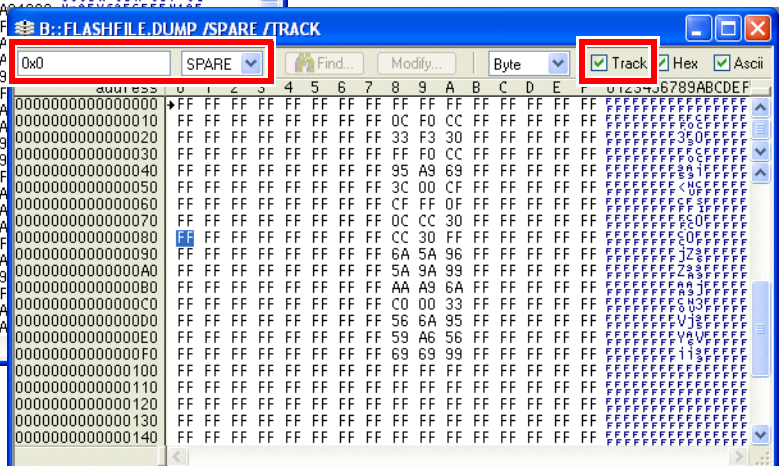 B::FLASHFILE.DUMP /SPARE /TRACK
0x0 SPARE Find... Modify... Byte Track Hex Ascii
address 0 1 2 3 4 5 6 7 8 9 A B C D E F 0123456789ABCDEF
0000000000000000 FF FF FF FF FF FF FF FF FF FF FF FF FF FF FF FF
0000000000000010 FF FF FF FF FF FF FF FF 0C F0 CC FF FF FF FF FF
0000000000000020 FF FF FF FF FF FF FF FF 33 F3 30 FF FF FF FF FF
0000000000000030 FF FF FF FF FF FF FF FF FF F0 CC FF FF FF FF FF
0000000000000040 FF FF FF FF FF FF FF FF 95 A9 69 FF FF FF FF FF
0000000000000050 FF FF FF FF FF FF FF FF 3C 00 CF FF FF FF FF FF
0000000000000060 FF FF FF FF FF FF FF FF CF FF 0F FF FF FF FF FF
0000000000000070 FF FF FF FF FF FF FF FF 0C CC 30 FF FF FF FF FF
0000000000000080 FF FF FF FF FF FF FF FF CC 30 FF FF FF FF FF FF
0000000000000090 FF FF FF FF FF FF FF FF 6A 5A 96 FF FF FF FF FF
00000000000000A0 FF FF FF FF FF FF FF FF 5A 9A 99 FF FF FF FF FF
00000000000000B0 FF FF FF FF FF FF FF FF AA A9 6A FF FF FF FF FF
00000000000000C0 FF FF FF FF FF FF FF FF C0 00 33 FF FF FF FF FF
00000000000000D0 FF FF FF FF FF FF FF FF 56 6A 95 FF FF FF FF FF
00000000000000E0 FF FF FF FF FF FF FF FF 59 A6 56 FF FF FF FF FF
00000000000000F0 FF FF FF FF FF FF FF FF 69 69 99 FF FF FF FF FF
0000000000000100 FF FF FF FF FF FF FF FF FF FF FF FF FF FF FF FF
0000000000000110 FF FF FF FF FF FF FF FF FF FF FF FF FF FF FF FF
0000000000000120 FF FF FF FF FF FF FF FF FF FF FF FF FF FF FF FF
0000000000000130 FF FF FF FF FF FF FF FF FF FF FF FF FF FF FF FF
0000000000000140 FF FF FF FF FF FF FF FF FF FF FF FF FF FF FF FF